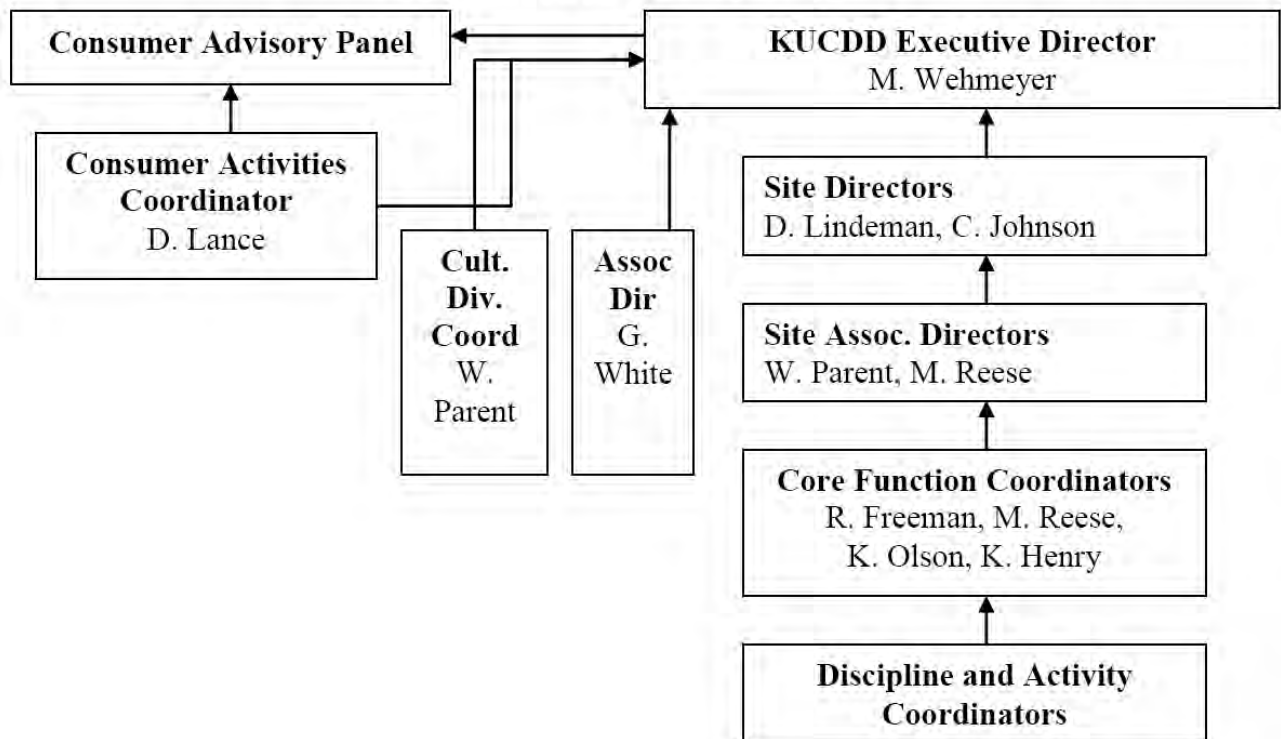 Consumer Advisory Panel
KUCDD Executive Director
M. Wehmeyer
Consumer Activities
Coordinator
D. Lance
Cult.
Div.
Coord
W.
Parent
Assoc
Dir
G.
White
Site Directors
D. Lindeman, C. Johnson
Site Assoc. Directors
W. Parent, M. Reese
Core Function Coordinators
R. Freeman, M. Reese,
K. Olson, K. Henry
Discipline and Activity
Coordinators